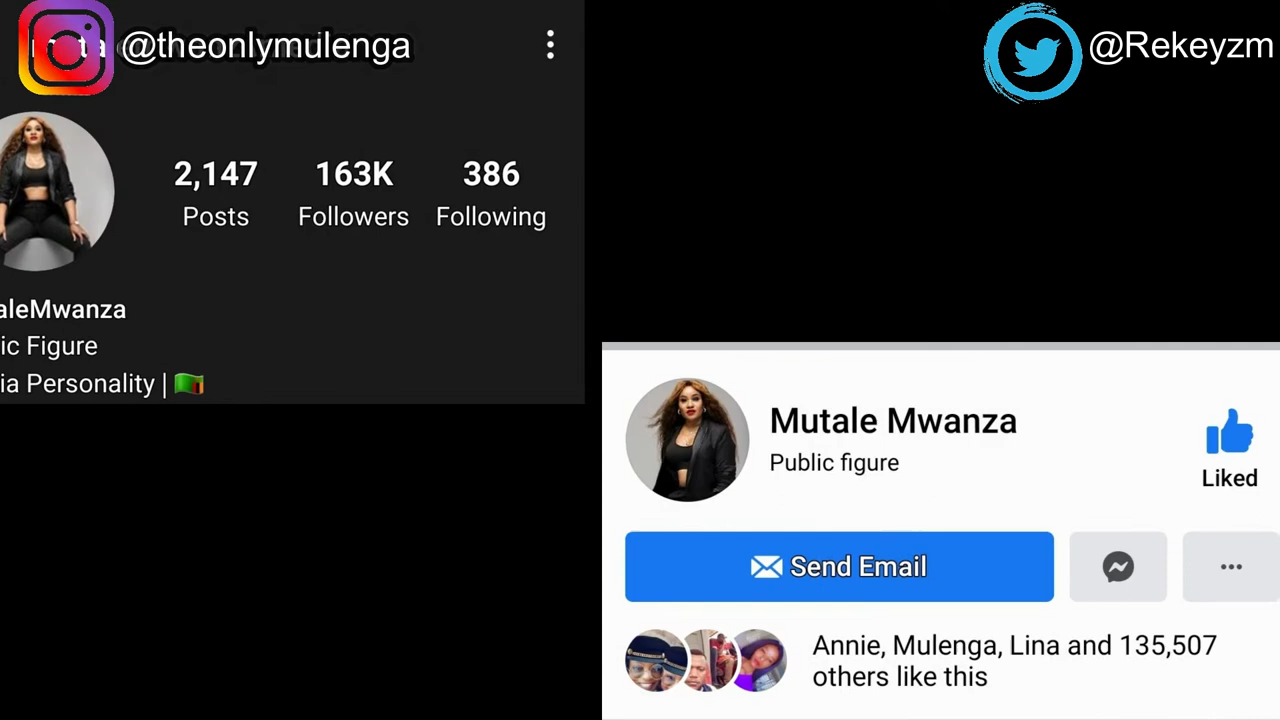 @theonlymulenga
@Rekeyzm
2,147 163K 386
Posts Followers Following
aleMwanza
ic Figure
ia Personality |
Mutale Mwanza
Public figure
Liked
Send Email
Annie, Mulenga, Lina and 135,507
others like this